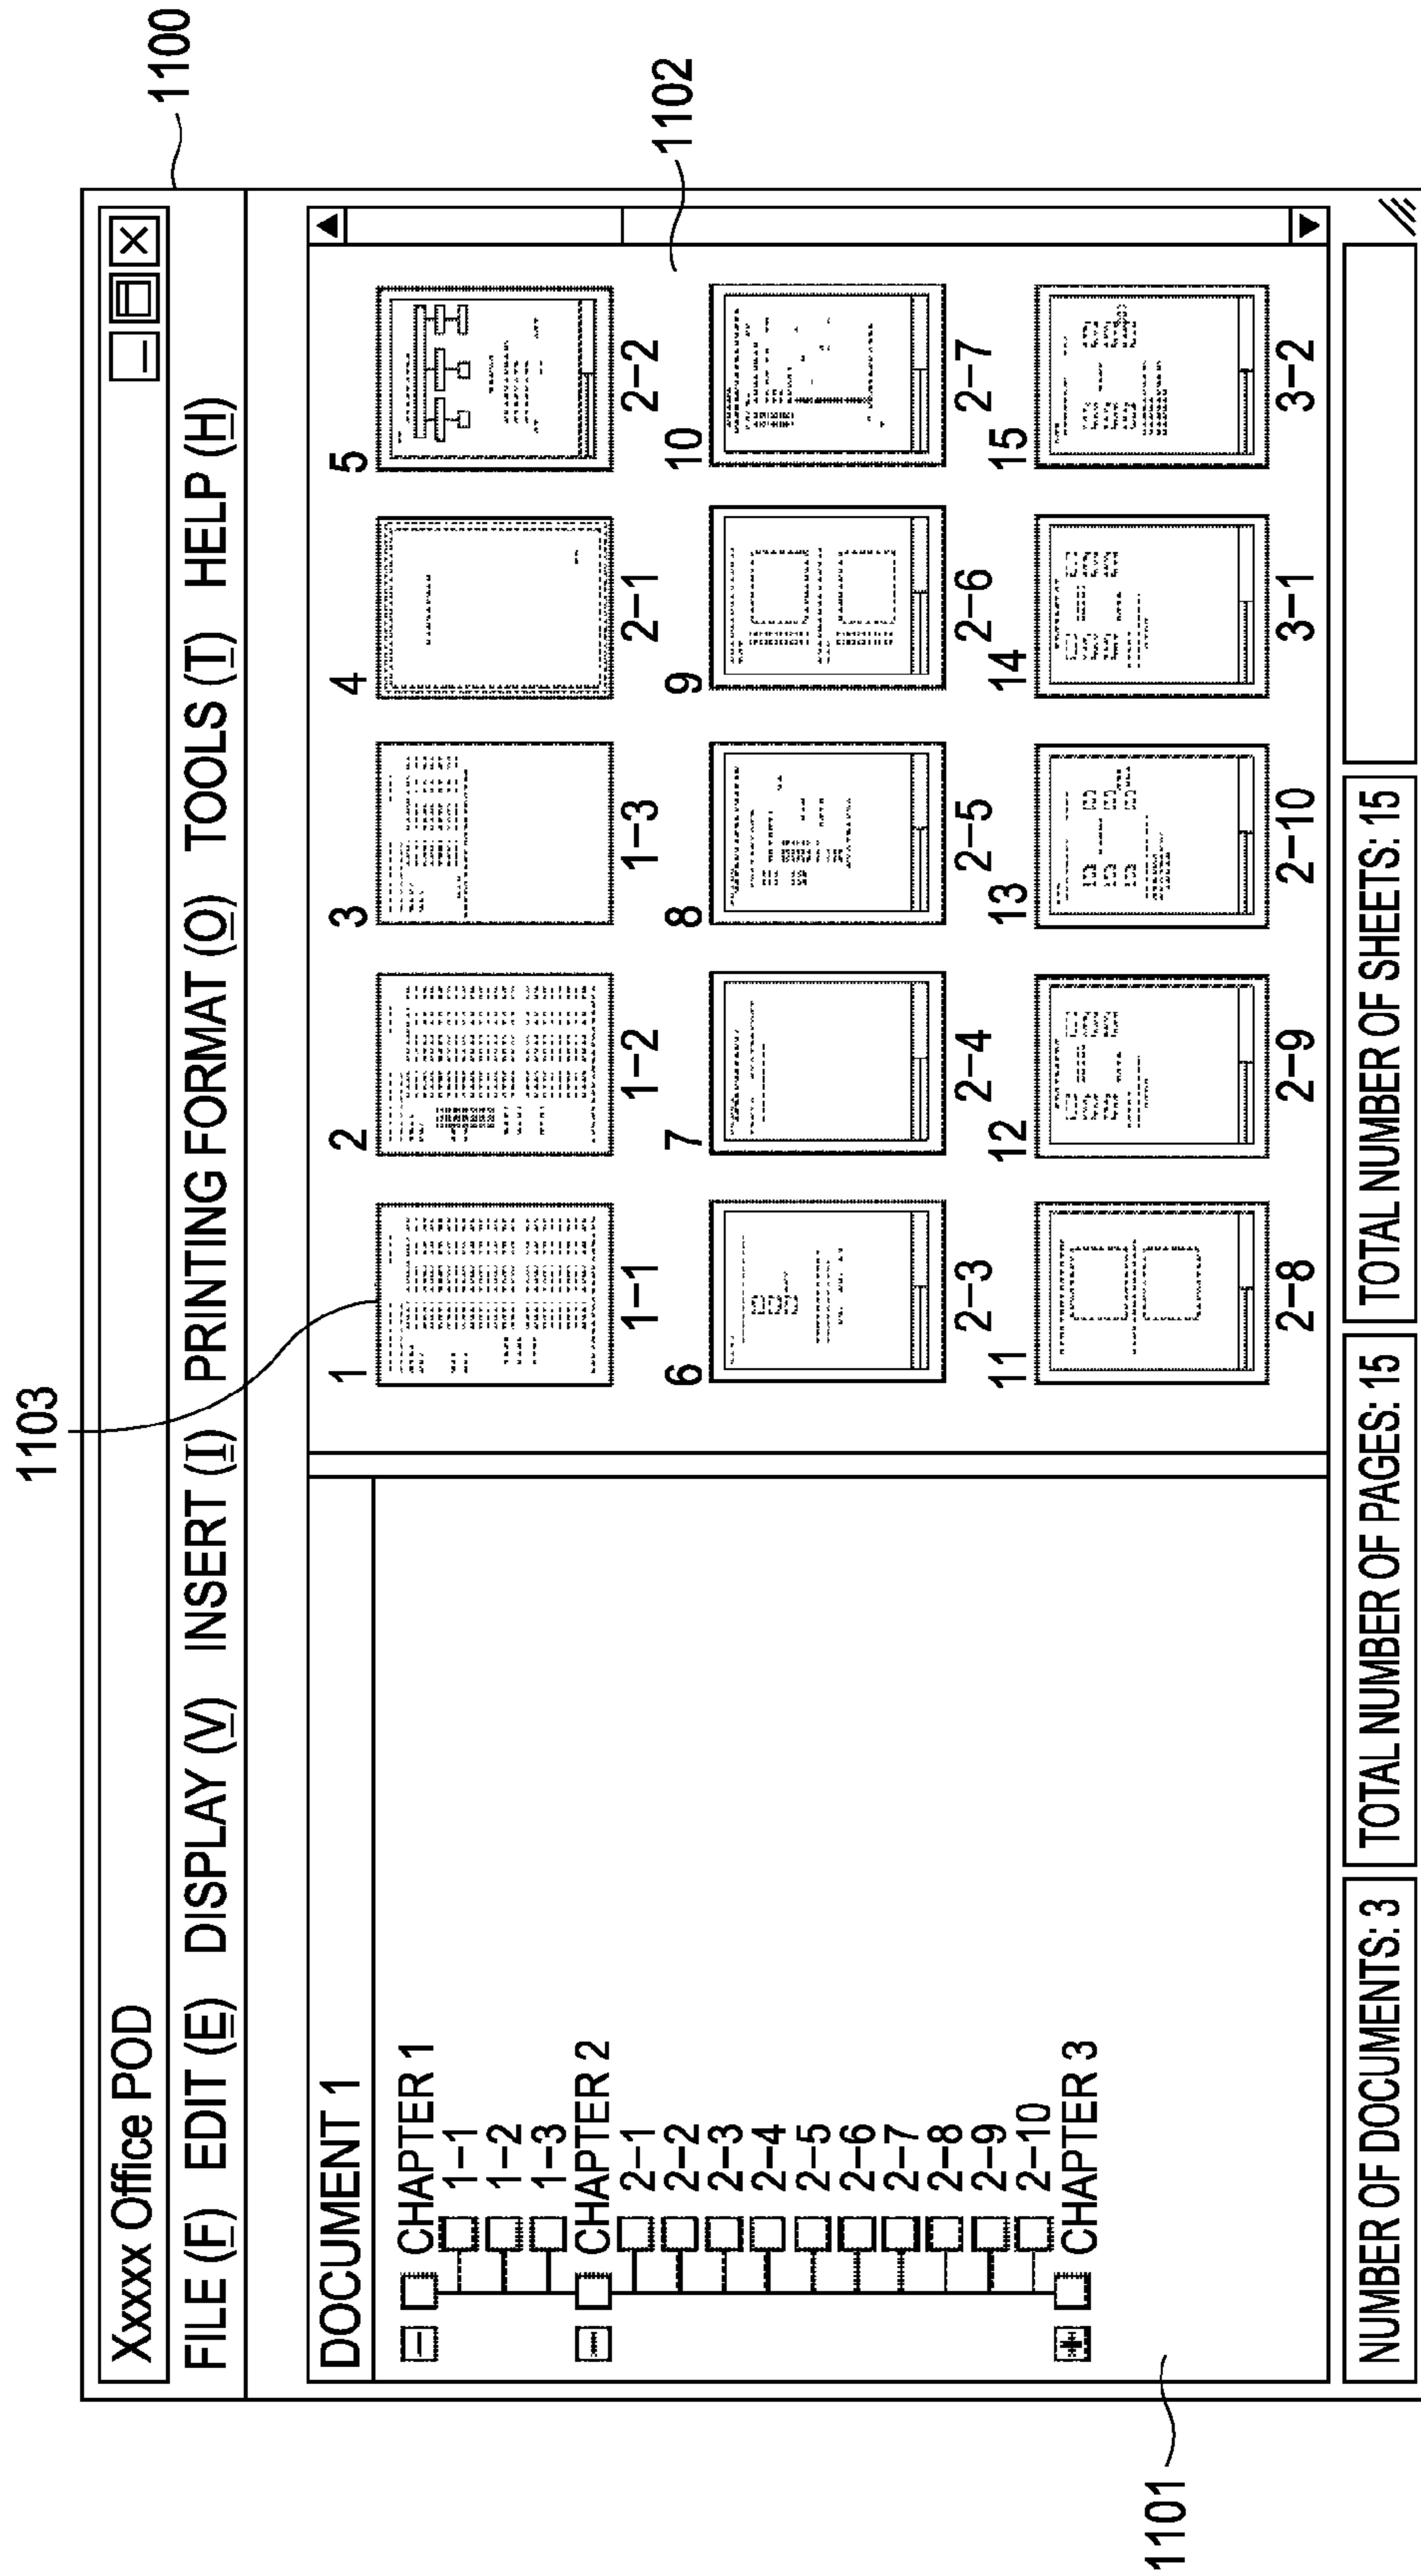 1103
1100
Xxxxx Office POD
FILE (F) EDIT (E) DISPLAY (V) INSERT (I) PRINTING FORMAT (O) TOOLS (T) HELP (H)
DOCUMENT 1
CHAPTER 1
1-1
1-2
1-3
CHAPTER 2
2-1
2-2
2-3
2-4
2-5
2-6
2-7
2-8
2-9
2-10
CHAPTER 3
1101
1102
1 2 3 4 5
1-1 1-2 1-3 2-1 2-2
6 7 8 9 10
2-3 2-4 2-5 2-6 2-7
11 12 13 14 15
2-8 2-9 2-10 3-1 3-2
NUMBER OF DOCUMENTS: 3 TOTAL NUMBER OF PAGES: 15 TOTAL NUMBER OF SHEETS: 15